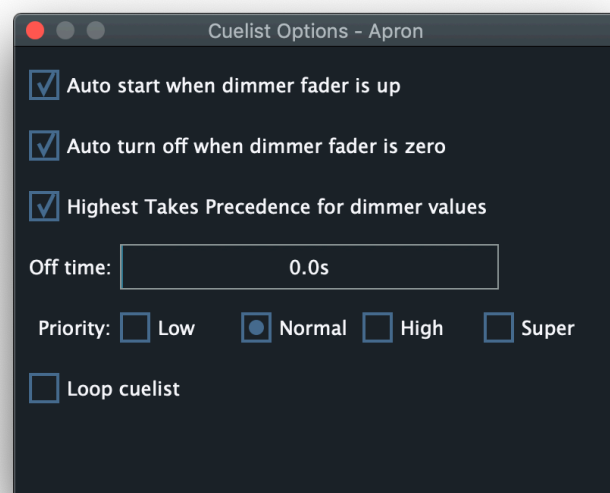 Cuelist Options - Apron
Auto start when dimmer fader is up
Auto turn off when dimmer fader is zero
Highest Takes Precedence for dimmer values
Off time: 0.0s
Priority: Low Normal High Super
Loop cuelist